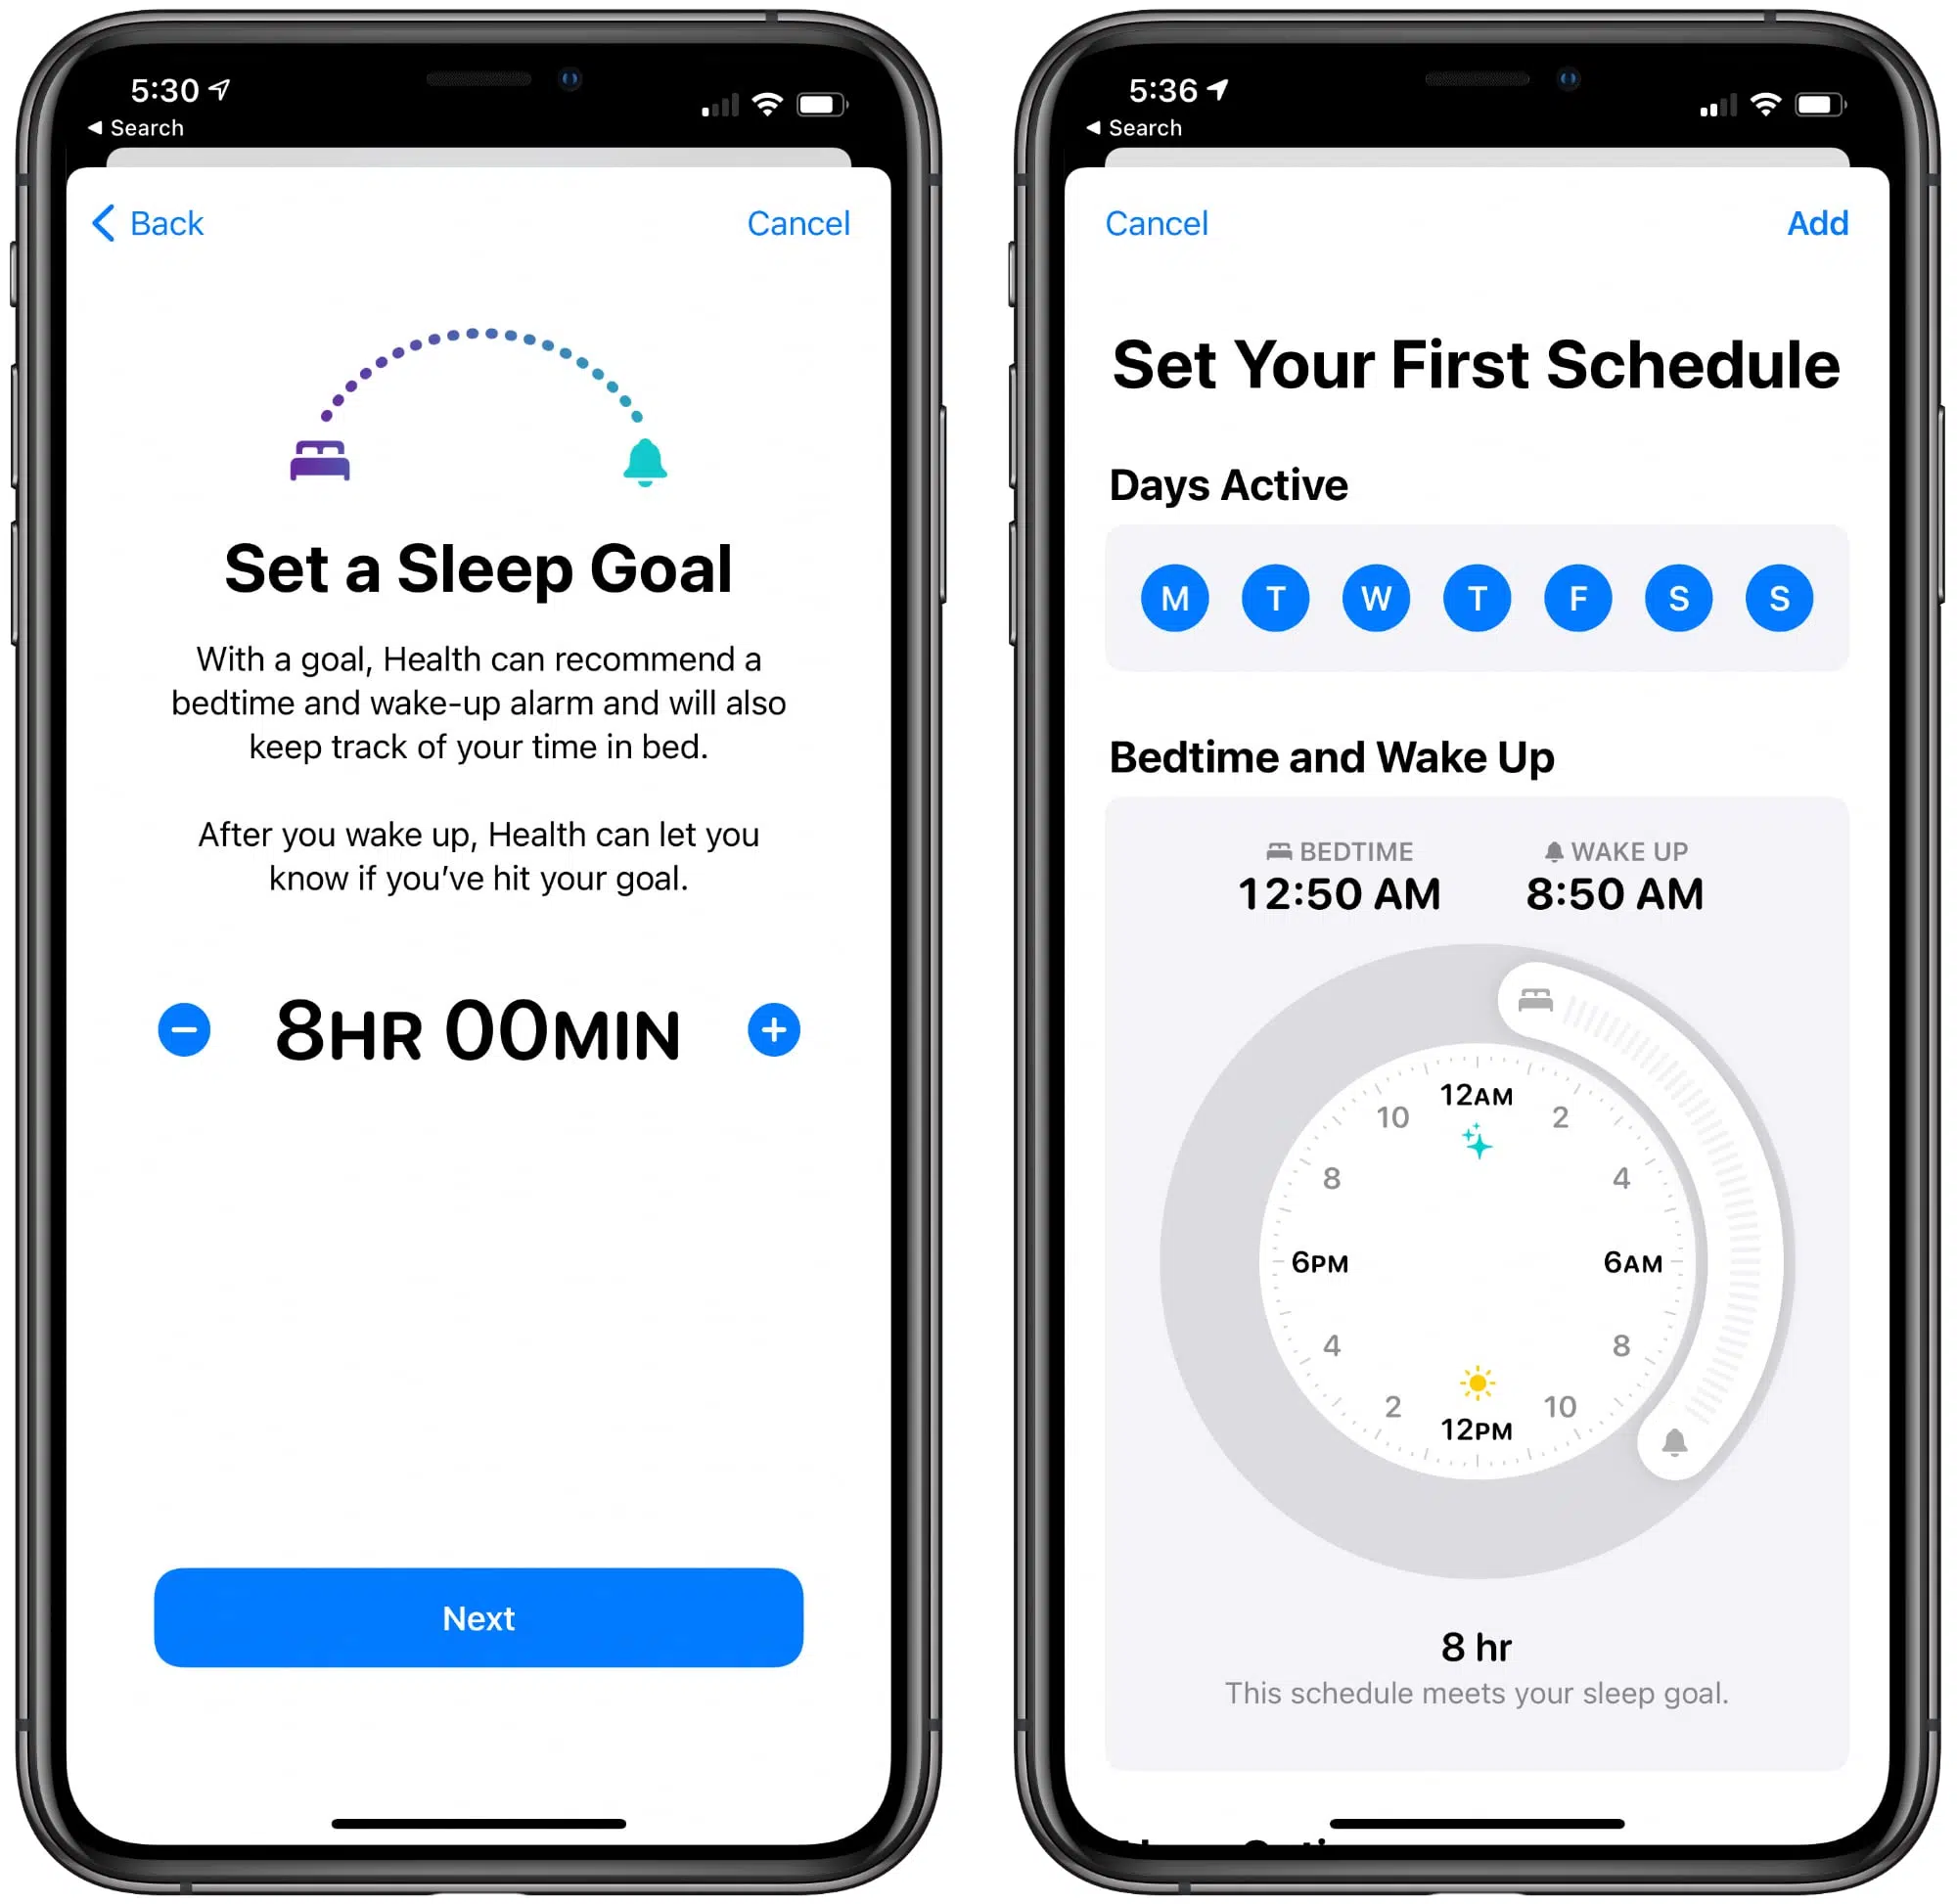 5:30
Search
Back
Cancel
Set a Sleep Goal
With a goal, Health can recommend a
bedtime and wake-up alarm and will also
keep track of your time in bed.
After you wake up, Health can let you
know if you’ve hit your goal.
8HR 00MIN
Next
5:36
Search
Cancel
Add
Set Your First Schedule
Days Active
M T W T F S S
Bedtime and Wake Up
BEDTIME
12:50 AM
WAKE UP
8:50 AM
12AM
2
4
6AM
8
10
12PM
2
4
6PM
8
10
8 hr
This schedule meets your sleep goal.